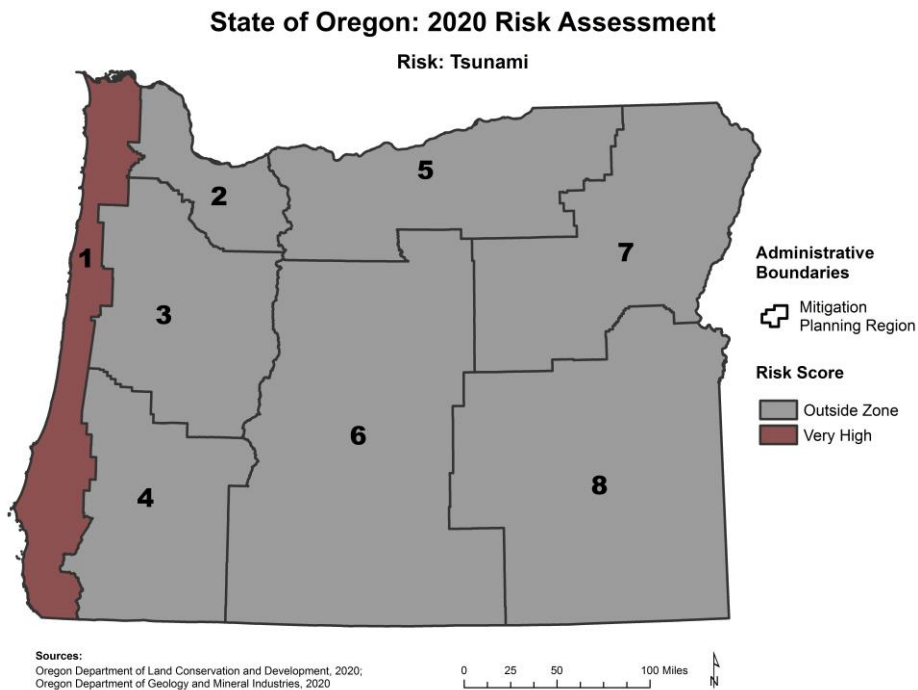 State of Oregon: 2020 Risk Assessment
Risk: Tsunami
1
2
3
4
5
6
7
8
Administrative
Boundaries
Mitigation
Planning Region
Risk Score
Outside Zone
Very High
Sources:
Oregon Department of Land Conservation and Development, 2020;
Oregon Department of Geology and Mineral Industries, 2020
0 25 50 100 Miles
N